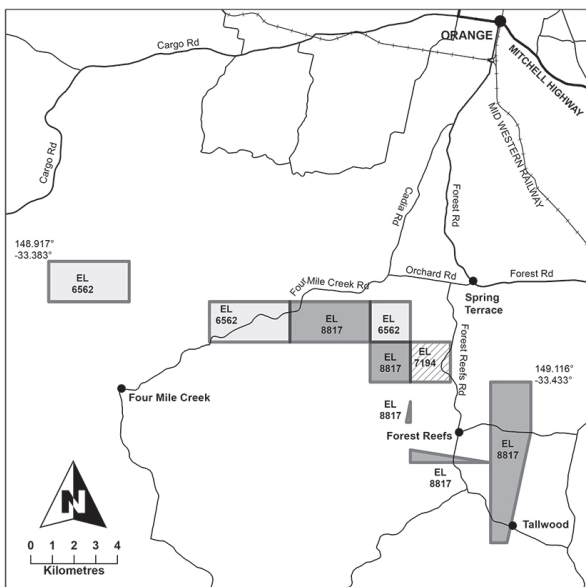 ORANGE
Cargo Rd
MITCHELL HIGHWAY
MID WESTERN RAILWAY
Cargo Rd
Cadia Rd
Forest Rd
148.917°
-33.383°
EL
6562
Orchard Rd
Forest Rd
Four Mile Creek Rd
Spring
Terrace
EL
6562
EL
8817
EL
6562
Forest Reefs Rd
EL
8817
EL
7194
149.116°
-33.433°
Four Mile Creek
EL
8817
Forest Reefs
EL
8817
EL
8817
N
Tallwood
0 1 2 3 4
Kilometres